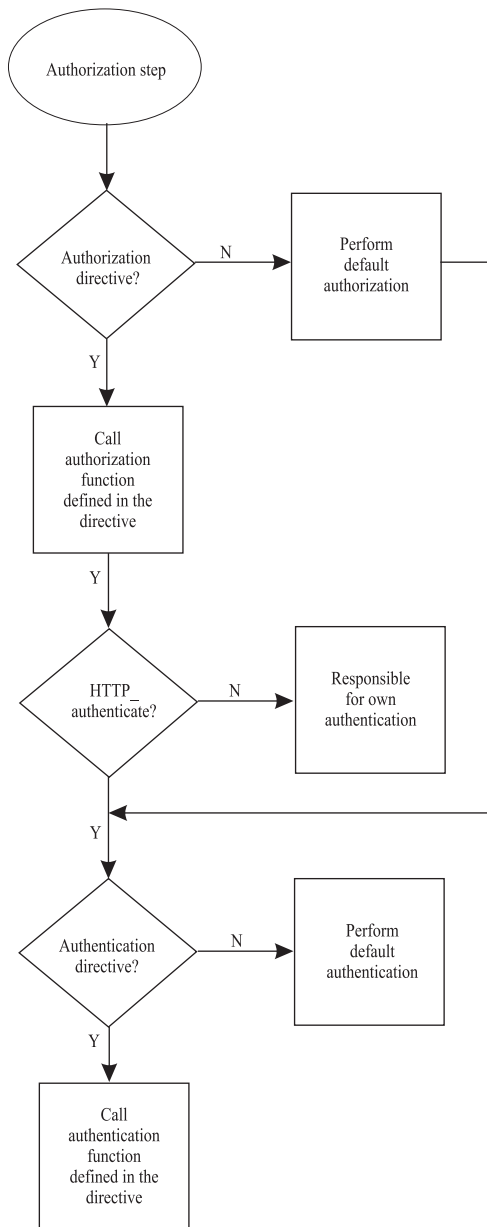 Authorization step
Authorization
directive?
N
Perform
default
authorization
Y
Call
authorization
function
defined in the
directive
Y
HTTP_
authenticate?
N
Responsible
for own
authentication
Y
Authentication
directive?
N
Perform
default
authentication
Y
Call
authentication
function
defined in the
directive